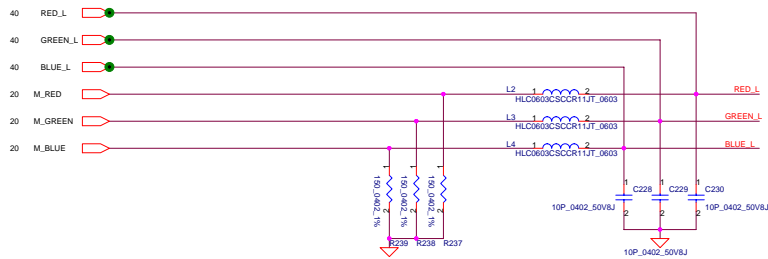 40 RED_L
40 GREEN_L
40 BLUE_L
20 M_RED L2 1 2 RED_L
HLC0603CSCCR11JT_0603
20 M_GREEN L3 1 2 GREEN_L
HLC0603CSCCR11JT_0603
20 M_BLUE L4 1 2 BLUE_L
HLC0603CSCCR11JT_0603
1 1 1
150_0402_1% 150_0402_1% 150_0402_1%
2 2 2
R239 R238 R237
1 C228 1 C229 1 C230
10P_0402_50V8J 10P_0402_50V8J
2 2 2
10P_0402_50V8J